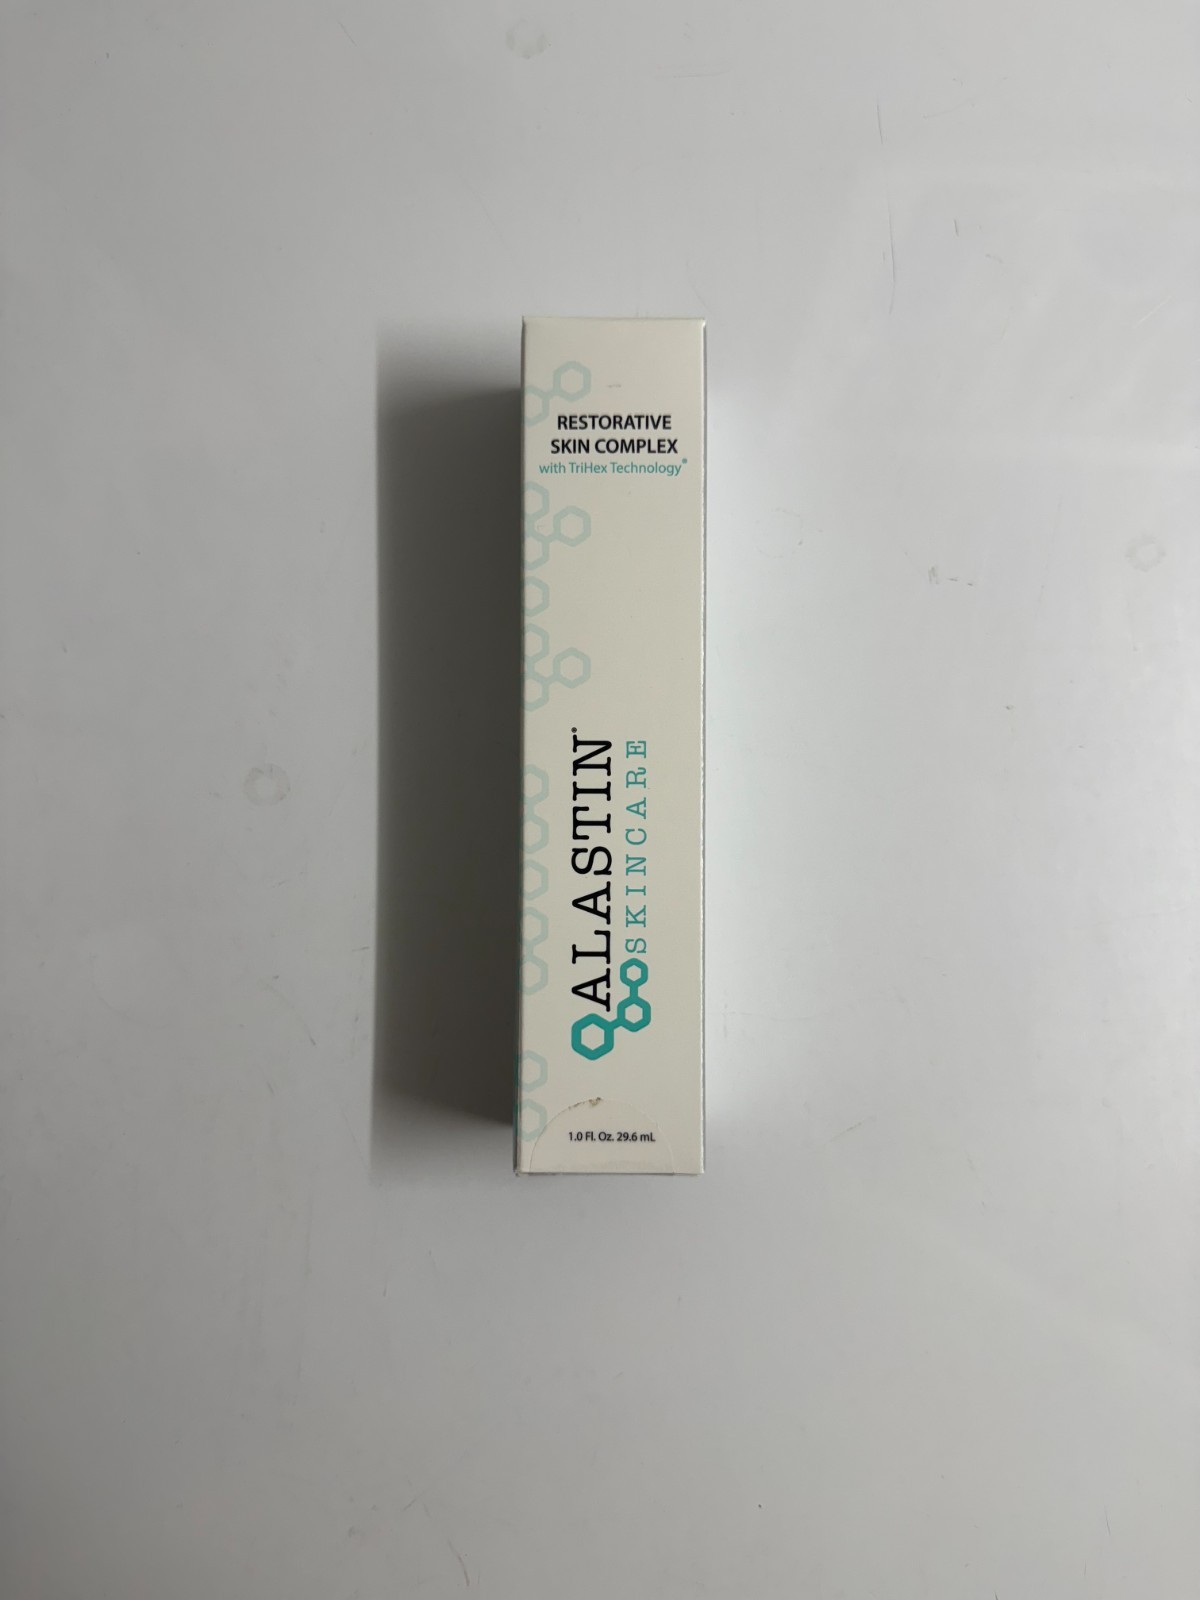 RESTORATIVE
SKIN COMPLEX
with TriHex Technology®
ALASTIN®
SKINCARE
1.0 Fl. Oz. 29.6 mL